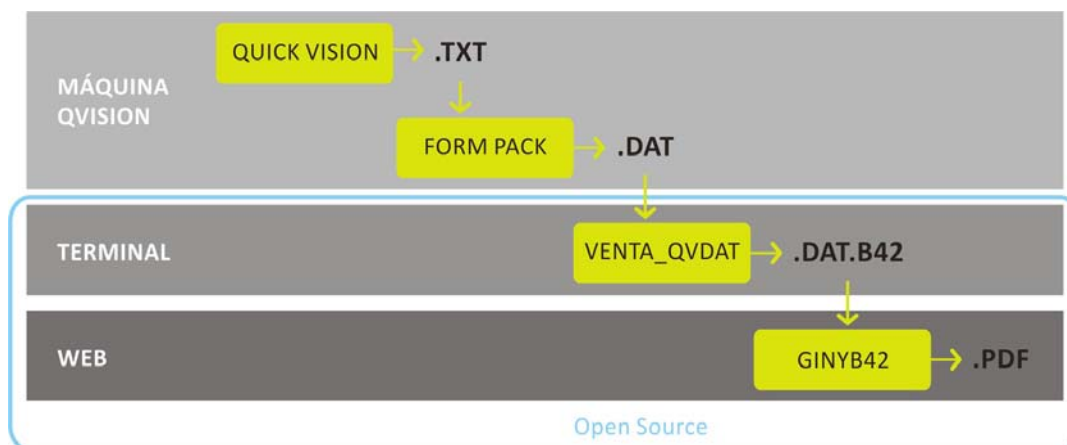 QUICK VISION
.TXT
MÁQUINA
QVISION
FORM PACK
.DAT
TERMINAL
VENTA_QVDAT
.DAT.B42
WEB
GINYB42
.PDF
Open Source